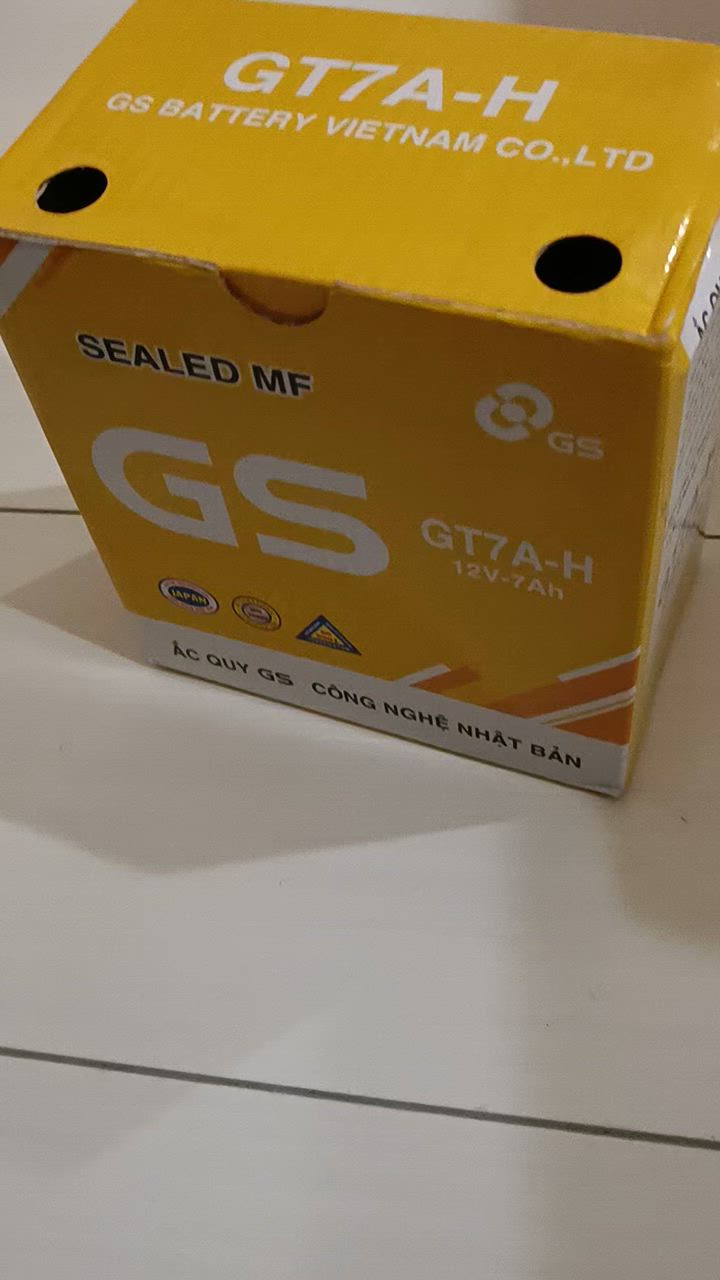 GT7A-H
GS BATTERY VIETNAM CO.,LTD
SEALED MF
GS
GS
GT7A-H
12V-7Ah
JAPAN
ẮC QUY GS CÔNG NGHỆ NHẬT BẢN